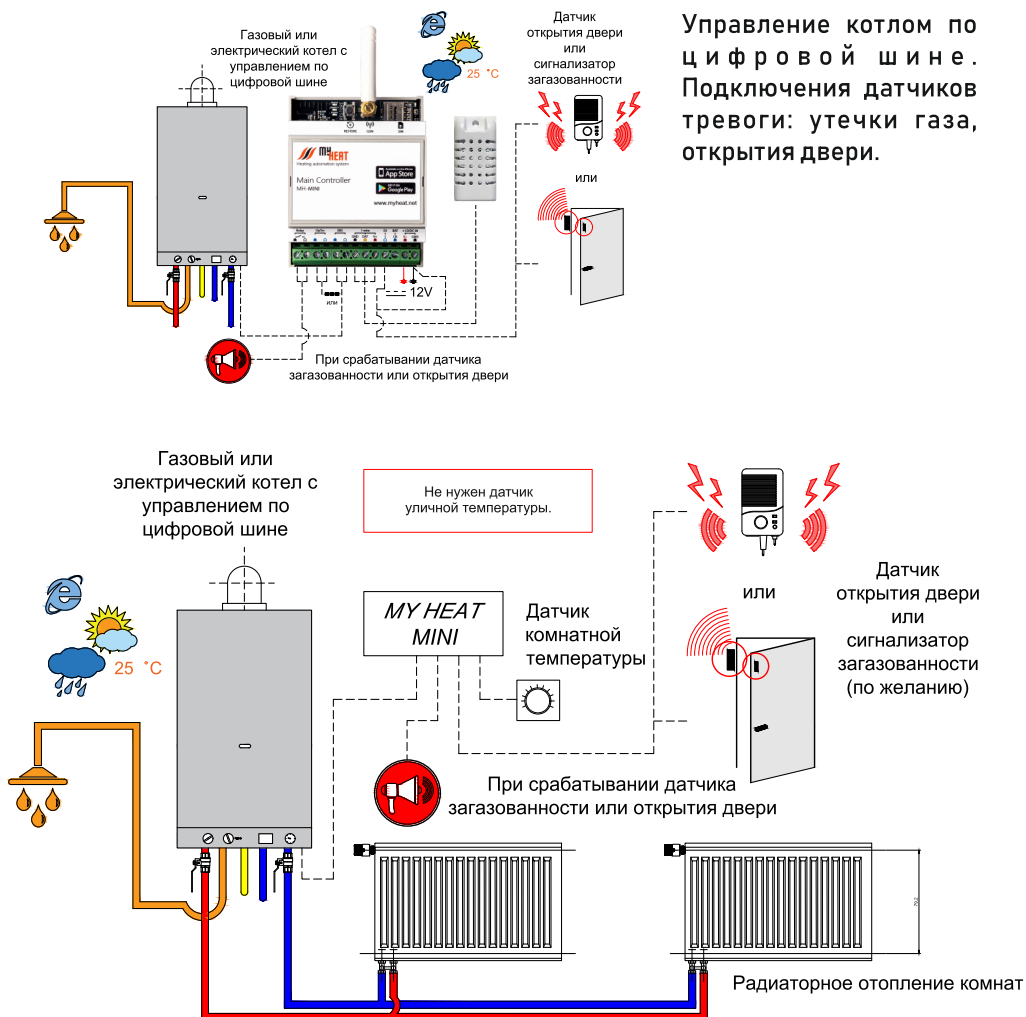 Управление котлом по
цифровой шине.
Подключения датчиков
тревоги: утечки газа,
открытия двери.
Газовый или
электрический котел с
управлением по
цифровой шине
25 °C
Датчик
открытия двери
или
сигнализатор
загазованности
или
MYHEAT
Heating automation system
Main Controller
MH-MINI
App Store
Google Play
www.myheat.net
или
12V
При срабатывании датчика
загазованности или открытия двери
Газовый или
электрический котел с
управлением по
цифровой шине
Не нужен датчик
уличной температуры.
25 °C
MY HEAT
MINI
Датчик
комнатной
температуры
или
Датчик
открытия двери
или
сигнализатор
загазованности
(по желанию)
При срабатывании датчика
загазованности или открытия двери
Радиаторное отопление комнат